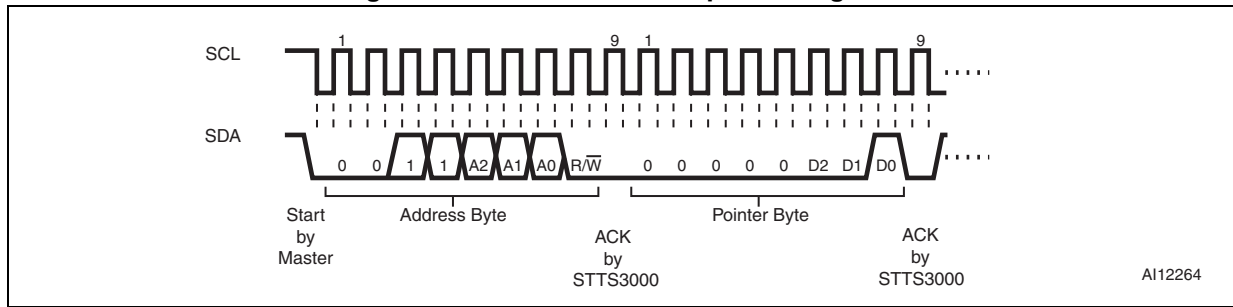 SCL
1 9 1 9
SDA
0 0 1 1 A2 A1 A0 R/W 0 0 0 0 0 D2 D1 D0
Start by Master
Address Byte
ACK by STTS3000
Pointer Byte
ACK by STTS3000
AI12264